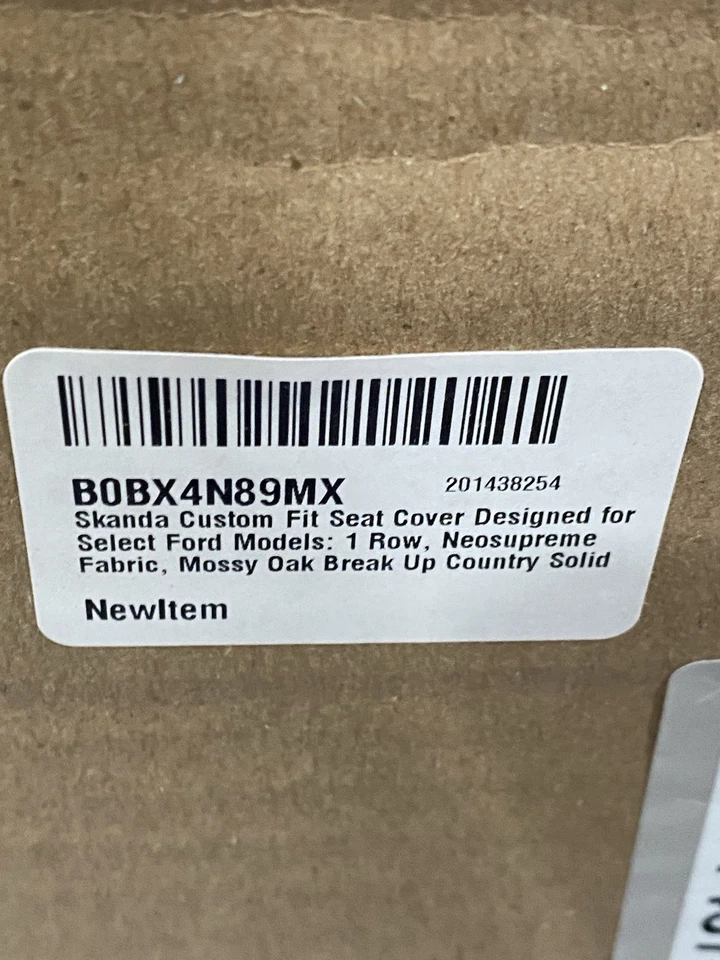 B0BX4N89MX 201438254
Skanda Custom Fit Seat Cover Designed for
Select Ford Models: 1 Row, Neosupreme
Fabric, Mossy Oak Break Up Country Solid
NewItem